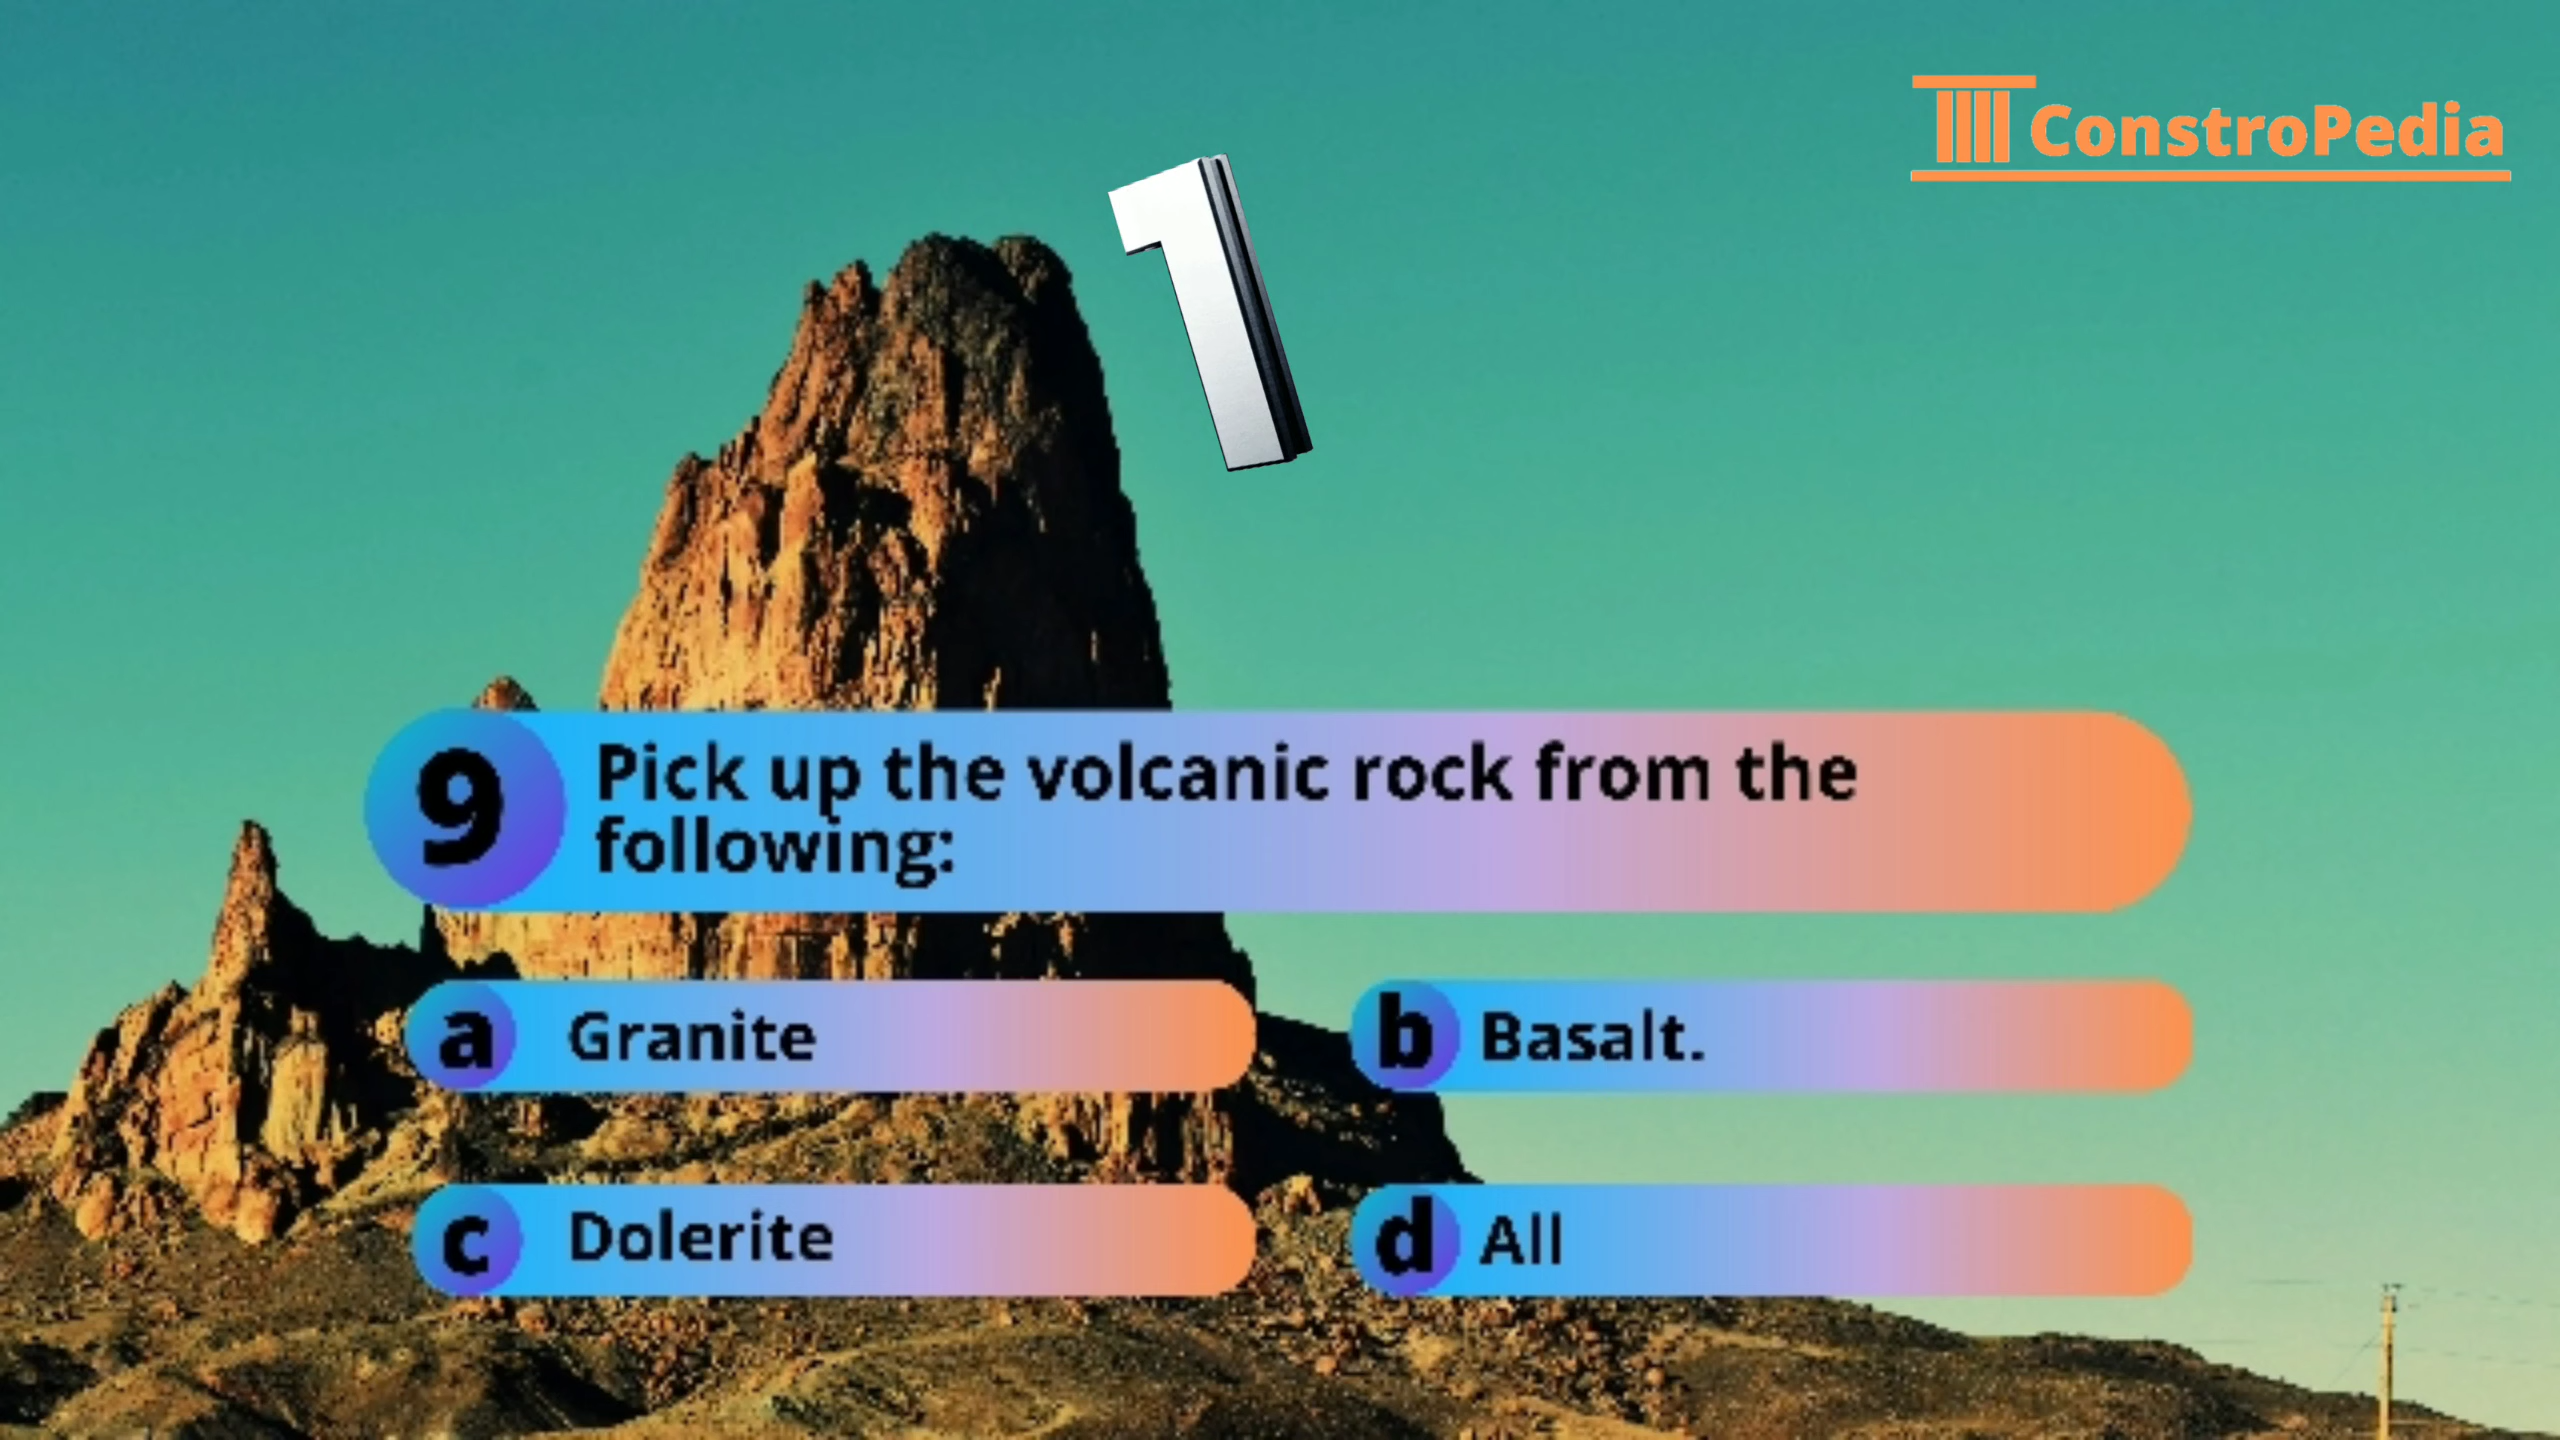 ConstroPedia
1
9
Pick up the volcanic rock from the
following:
a Granite
b Basalt.
c Dolerite
d All